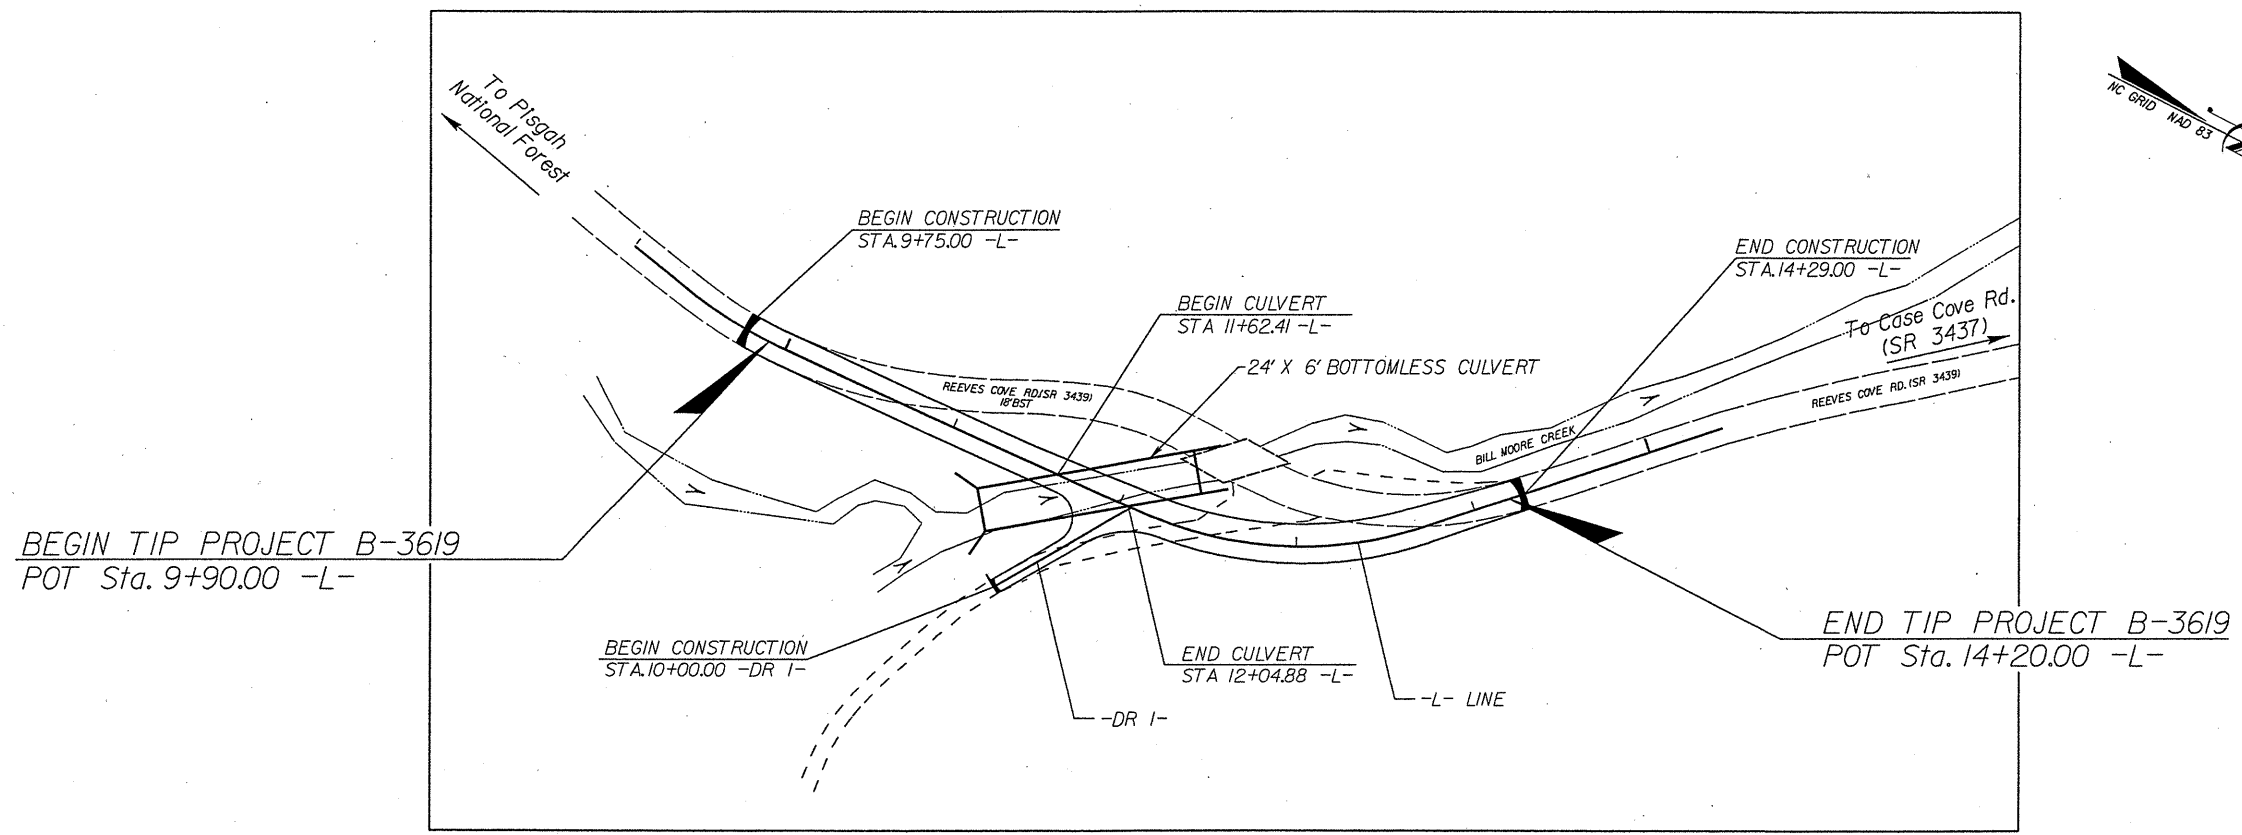 To Pisgah
National Forest
NC GRID NAD 83
BEGIN CONSTRUCTION
STA.9+75.00 -L-
END CONSTRUCTION
STA.14+29.00 -L-
BEGIN CULVERT
STA 11+62.41 -L-
To Case Cove Rd.
(SR 3437)
24' X 6' BOTTOMLESS CULVERT
REEVES COVE RD.(SR 3439)
18'BST
REEVES COVE RD.(SR 3439)
BILL MOORE CREEK
BEGIN TIP PROJECT B-3619
POT Sta. 9+90.00 -L-
END TIP PROJECT B-3619
POT Sta. 14+20.00 -L-
BEGIN CONSTRUCTION
STA.10+00.00 -DR 1-
END CULVERT
STA 12+04.88 -L-
-L- LINE
-DR 1-